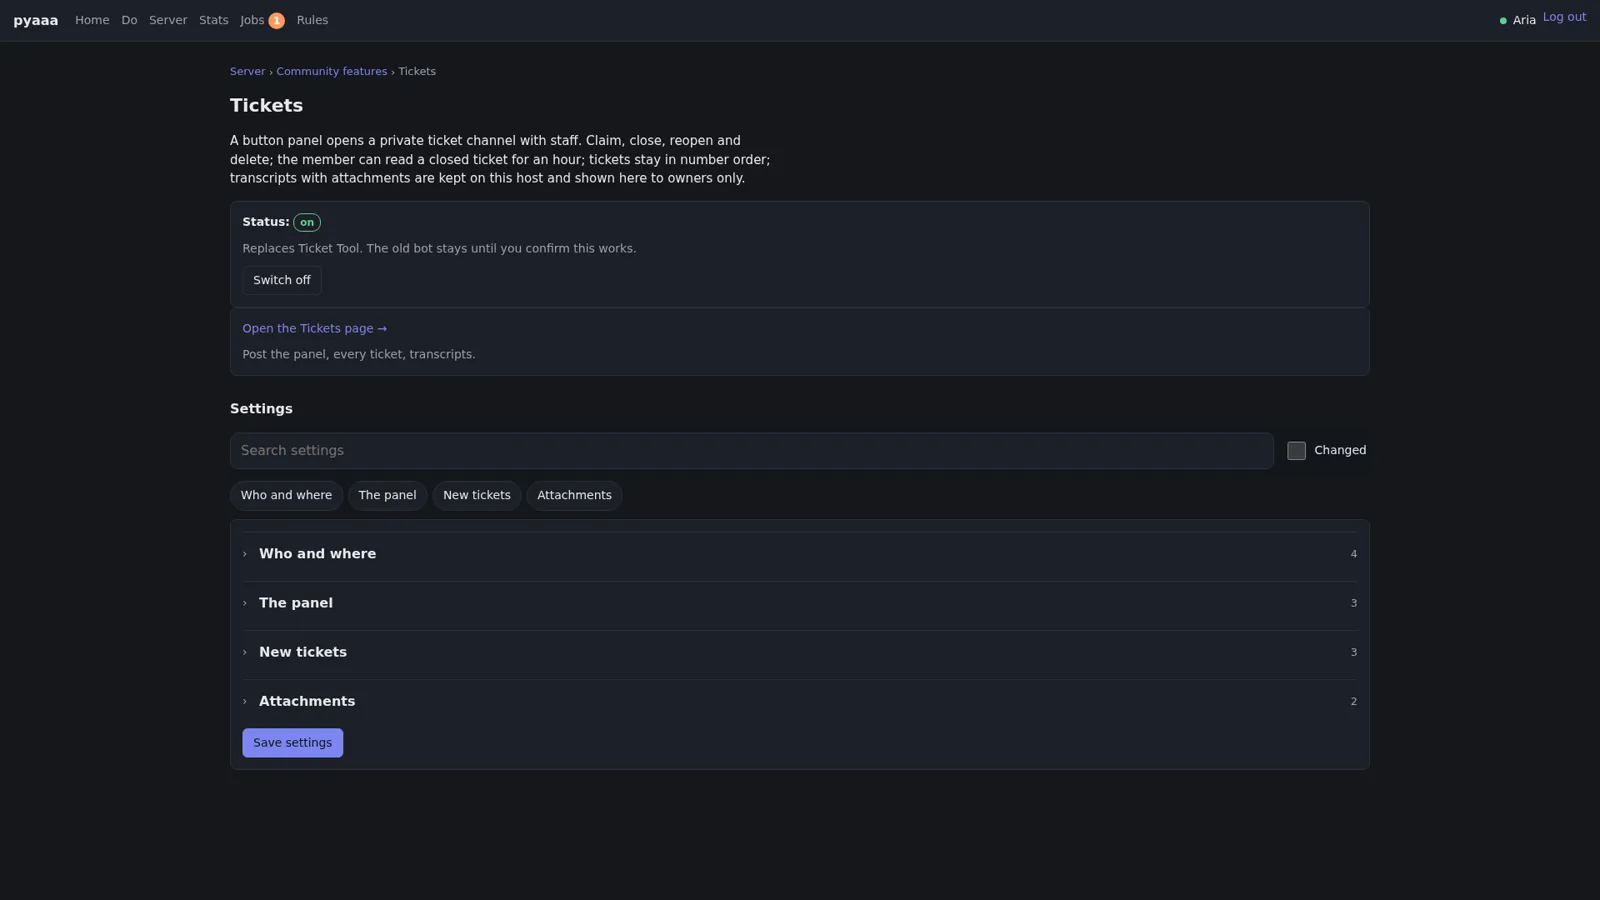 pyaaa Home Do Server Stats Jobs 1 Rules Aria Log out
Server › Community features › Tickets
Tickets
A button panel opens a private ticket channel with staff. Claim, close, reopen and
delete; the member can read a closed ticket for an hour; tickets stay in number order;
transcripts with attachments are kept on this host and shown here to owners only.
Status: on
Replaces Ticket Tool. The old bot stays until you confirm this works.
Switch off
Open the Tickets page →
Post the panel, every ticket, transcripts.
Settings
Search settings Changed
Who and where The panel New tickets Attachments
› Who and where 4
› The panel 3
› New tickets 3
› Attachments 2
Save settings